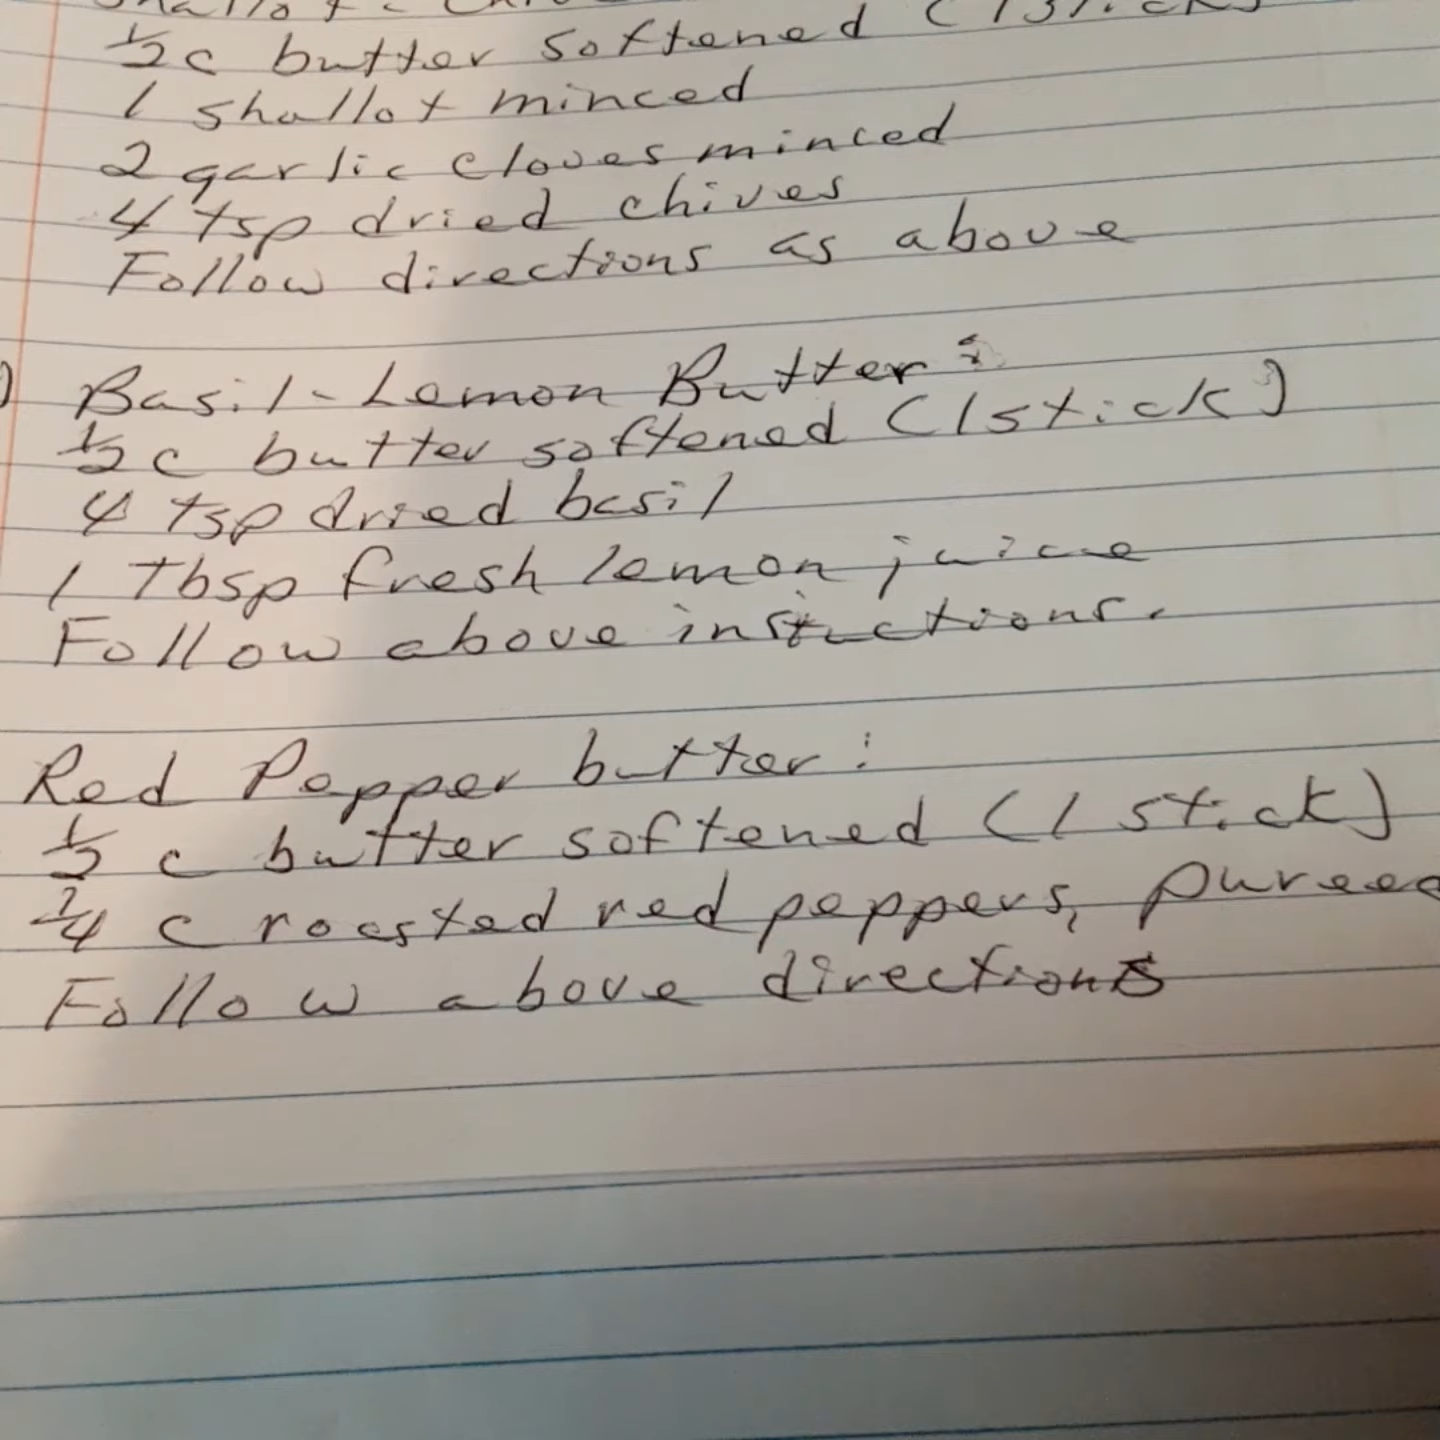 Shallot - Chive
½ c butter softened (1 stick)
1 shallot minced
2 garlic cloves minced
4 tsp dried chives
Follow directions as above
Basil-Lemon Butter:
½ c butter softened (1 stick)
4 tsp dried basil
1 Tbsp fresh lemon juice
Follow above instructions.
Red Pepper butter:
½ c butter softened (1 stick)
¼ c roasted red peppers, pureed
Follow above directions